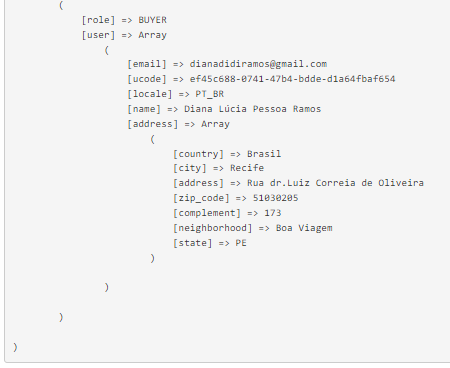 (
[role] => BUYER
[user] => Array
(
[email] => dianadidiramos@gmail.com
[ucode] => ef45c688-0741-47b4-bdde-d1a64fbaf654
[locale] => PT_BR
[name] => Diana Lúcia Pessoa Ramos
[address] => Array
(
[country] => Brasil
[city] => Recife
[address] => Rua dr.Luiz Correia de Oliveira
[zip_code] => 51030205
[complement] => 173
[neighborhood] => Boa Viagem
[state] => PE
)
)
)
)